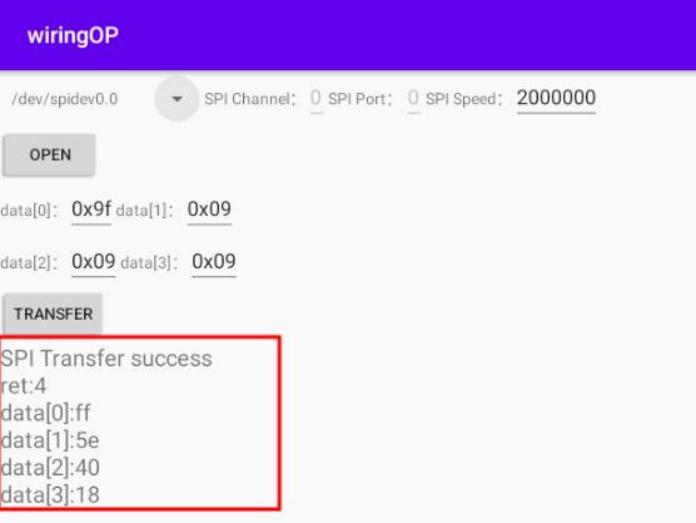 wiringOP
/dev/spidev0.0 SPI Channel: 0 SPI Port: 0 SPI Speed: 2000000
OPEN
data[0]: 0x9f data[1]: 0x09
data[2]: 0x09 data[3]: 0x09
TRANSFER
SPI Transfer success
ret:4
data[0]:ff
data[1]:5e
data[2]:40
data[3]:18